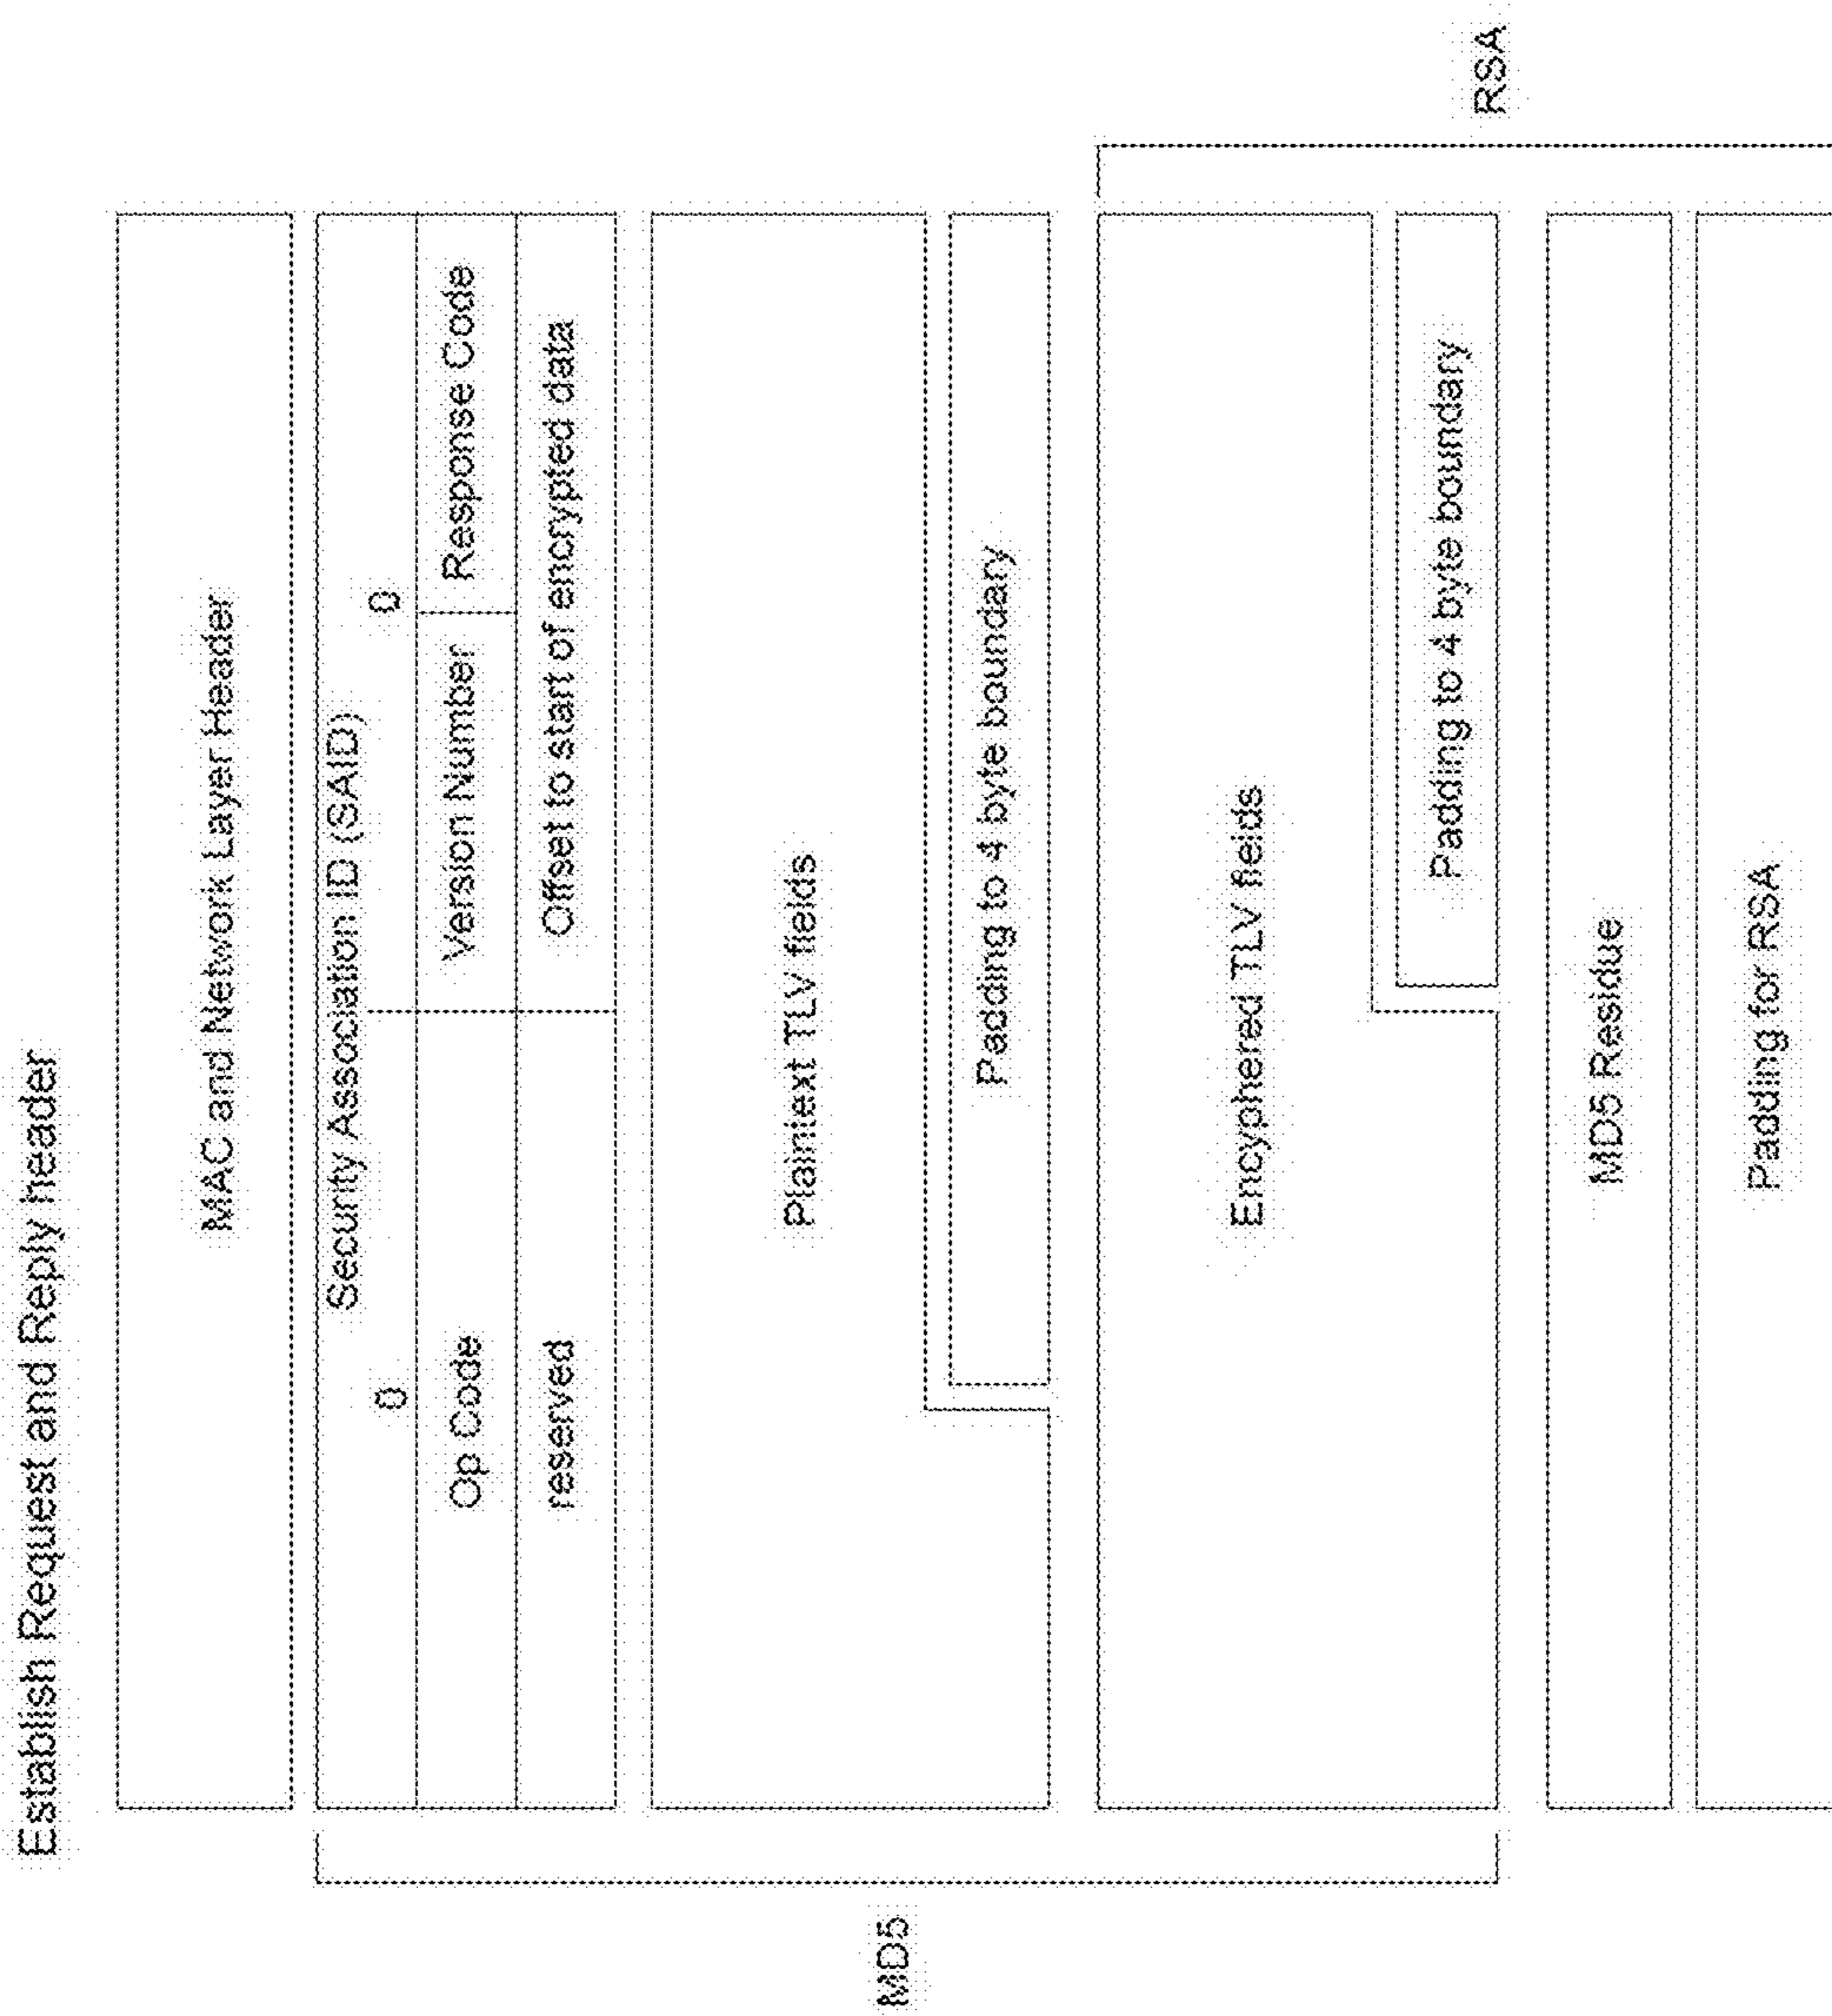 Establish Request and Reply header
MAC and Network Layer Header
Security Association ID (SAID)
0 0
Op Code Version Number Response Code
reserved Offset to start of encrypted data
Plaintext TLV fields
Padding to 4 byte boundary
MD5
Encyphered TLV fields
Padding to 4 byte boundary
RSA
MD5 Residue
Padding for RSA